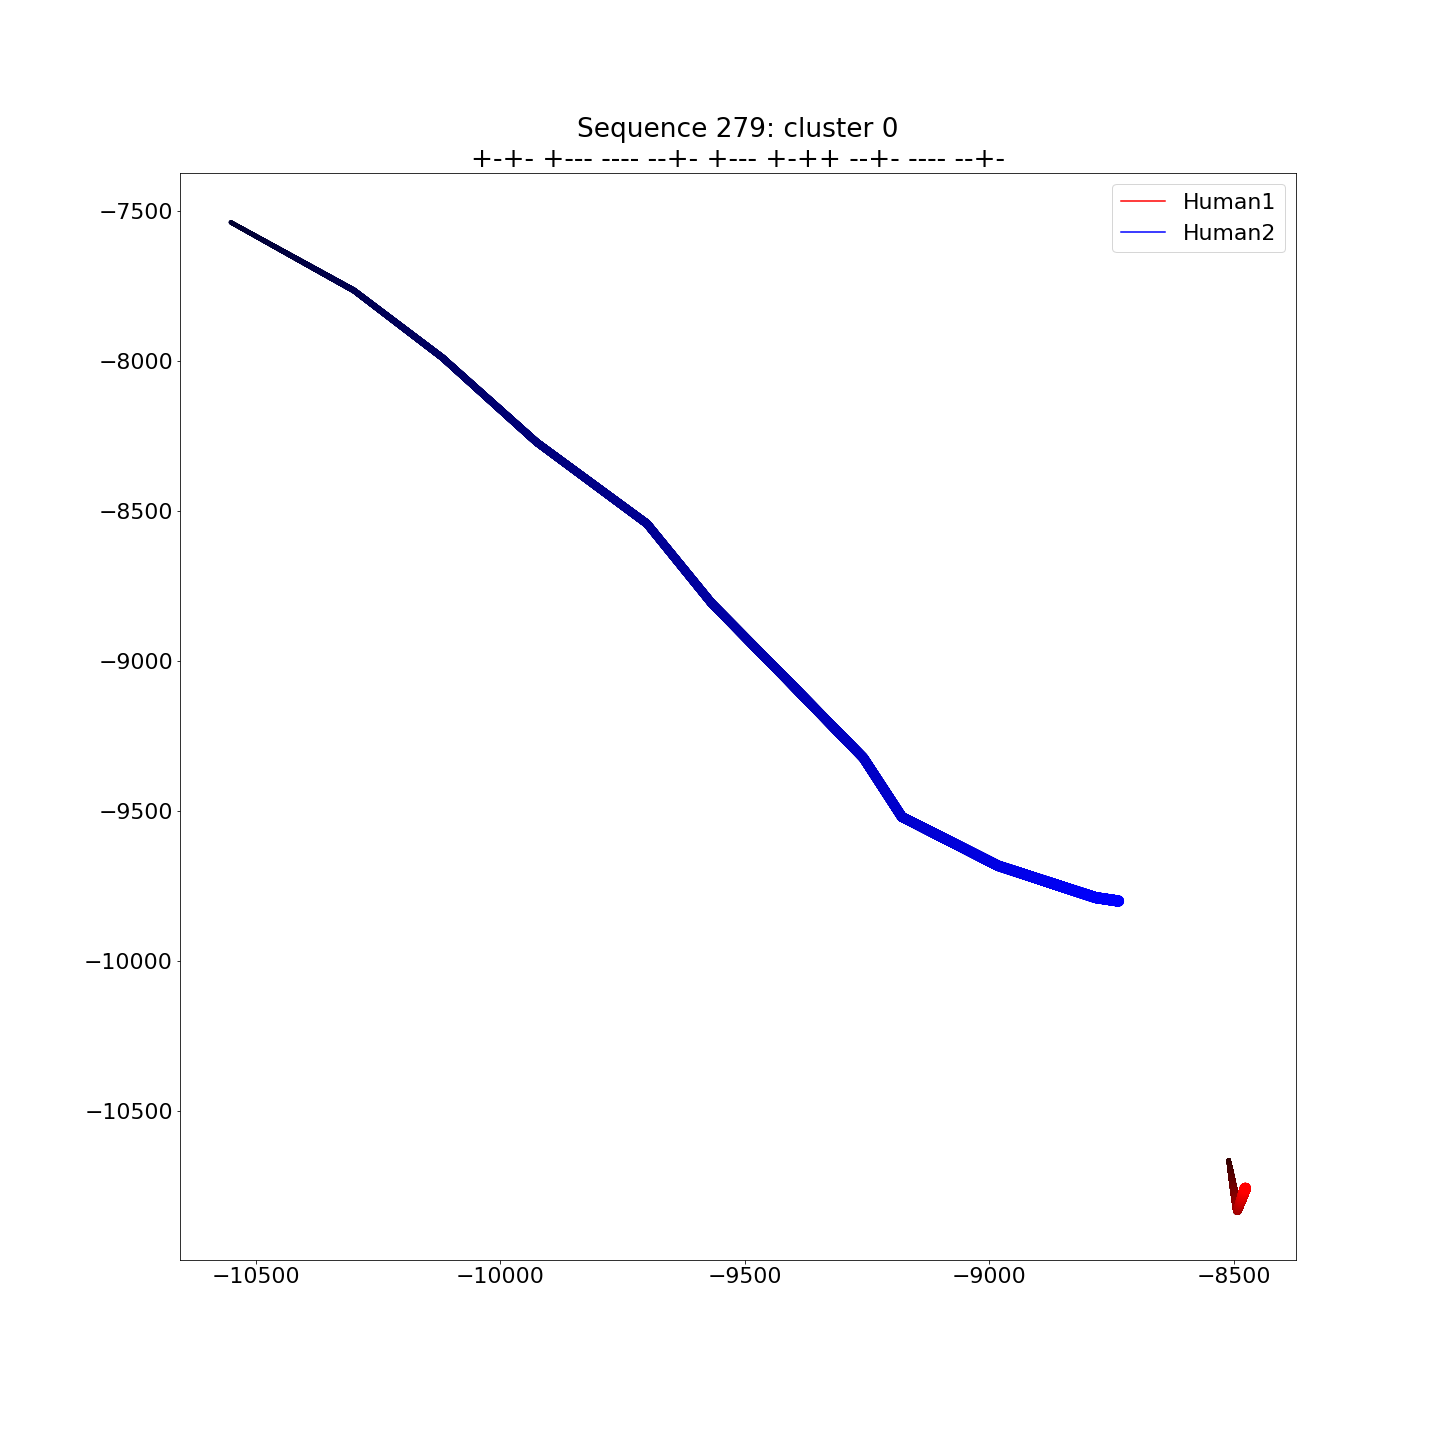 Sequence 279: cluster 0
+-+- +--- ---- --+- +--- +-++ --+- ---- --+-
Human1
Human2
−7500
−8000
−8500
−9000
−9500
−10000
−10500
−10500 −10000 −9500 −9000 −8500